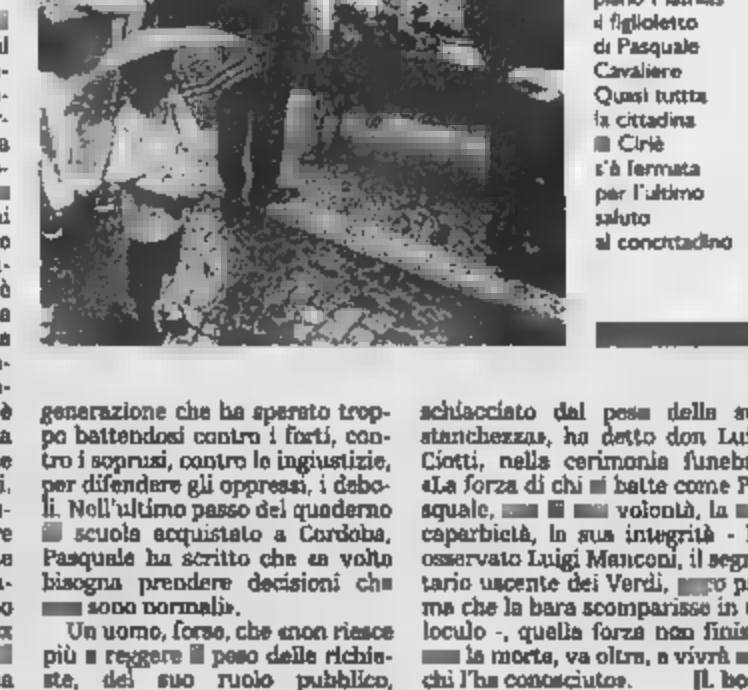 il figlioletto
di Pasquale
Cavaliere
Quasi tuttta
la cittadina
Ciriè
s'è fermata
per l'ultimo
saluto
al concittadino
generazione che ha sperato trop-
po battendosi contro i forti, con-
tro i soprusi, contro le ingiustizie,
per difendere gli oppressi, i debo-
li. Nell'ultimo passo del quaderno
scuola acquistato a Cordoba,
Pasquale ha scritto che «a volte
bisogna prendere decisioni che
sono normali».
Un uomo, forse, che «non riesce
più a reggere il peso delle richie-
ste, del suo ruolo pubblico,
schiacciato dal peso della
stanchezza», ha detto don
Ciotti, nella cerimonia
«La forza di chi si batte come
squale, volontà, la
caparbietà, la sua integrità -
osservato Luigi Manconi, il
tario uscente dei Verdi,
ma che la bara scomparisse in
loculo -, quella forza non
la morte, va oltre, e vivrà
chi l'ha conosciuto».